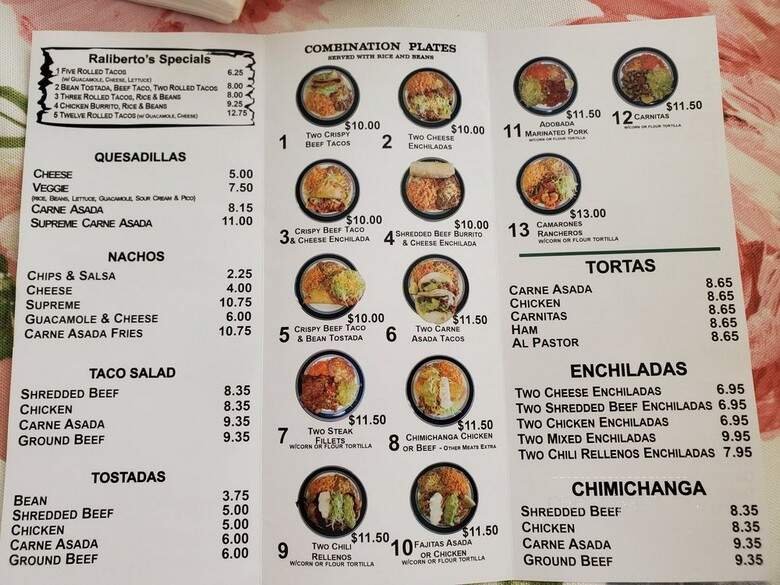 Raliberto's Specials
1 Five Rolled Tacos 6.25
(w/ Guacamole, Cheese, Lettuce)
2 Bean Tostada, Beef Taco, Two Rolled Tacos 8.00
3 Three Rolled Tacos, Rice & Beans 8.00
4 Chicken Burrito, Rice & Beans 9.25
5 Twelve Rolled Tacos (w/ Guacamole, Cheese) 12.75
Quesadillas
Cheese 5.00
Veggie 7.50
(Rice, Beans, Lettuce, Guacamole, Sour Cream & Pico)
Carne Asada 8.15
Supreme Carne Asada 11.00
Nachos
Chips & Salsa 2.25
Cheese 4.00
Supreme 10.75
Guacamole & Cheese 6.00
Carne Asada Fries 10.75
Taco Salad
Shredded Beef 8.35
Chicken 8.35
Carne Asada 9.35
Ground Beef 9.35
Tostadas
Bean 3.75
Shredded Beef 5.00
Chicken 5.00
Carne Asada 6.00
Ground Beef 6.00
COMBINATION PLATES
SERVED WITH RICE AND BEANS
$10.00
1 Two Crispy
Beef Tacos
$10.00
2 Two Cheese
Enchiladas
$10.00
3 Crispy Beef Taco
& Cheese Enchilada
$10.00
4 Shredded Beef Burrito
& Cheese Enchilada
$10.00
5 Crispy Beef Taco
& Bean Tostada
$11.50
6 Two Carne
Asada Tacos
$11.50
7 Two Steak
Fillets
w/corn or flour tortilla
$11.50
8 Chimichanga Chicken
or Beef - Other Meats Extra
$11.50
9 Two Chili
Rellenos
w/corn or flour tortilla
$11.50
10 Fajitas Asada
or Chicken
w/corn or flour tortilla
$11.50
11 Adobada
Marinated Pork
w/corn or flour tortilla
$11.50
12 Carnitas
w/corn or flour tortilla
$13.00
13 Camarones
Rancheros
w/corn or flour tortilla
Tortas
Carne Asada 8.65
Chicken 8.65
Carnitas 8.65
Ham 8.65
Al Pastor 8.65
Enchiladas
Two Cheese Enchiladas 6.95
Two Shredded Beef Enchiladas 6.95
Two Chicken Enchiladas 6.95
Two Mixed Enchiladas 9.95
Two Chili Rellenos Enchiladas 7.95
Chimichanga
Shredded Beef 8.35
Chicken 8.35
Carne Asada 9.35
Ground Beef 9.35